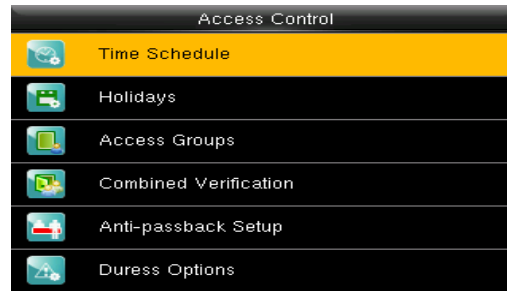 Access Control
Time Schedule
Holidays
Access Groups
Combined Verification
Anti-passback Setup
Duress Options